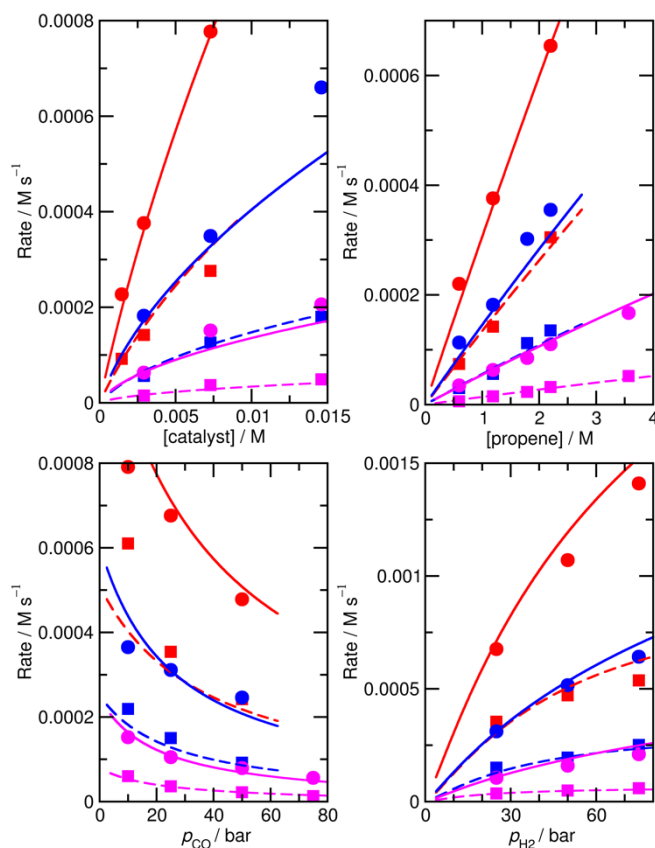 0.0008
0.0006
0.0004
0.0002
0
Rate / M s⁻¹
0 0.005 0.01 0.015
[catalyst] / M
0.0006
0.0004
0.0002
0
Rate / M s⁻¹
0 1 2 3 4
[propene] / M
0.0008
0.0006
0.0004
0.0002
0
Rate / M s⁻¹
0 20 40 60 80
pCO / bar
0.0015
0.001
0.0005
0
Rate / M s⁻¹
0 30 60
pH2 / bar